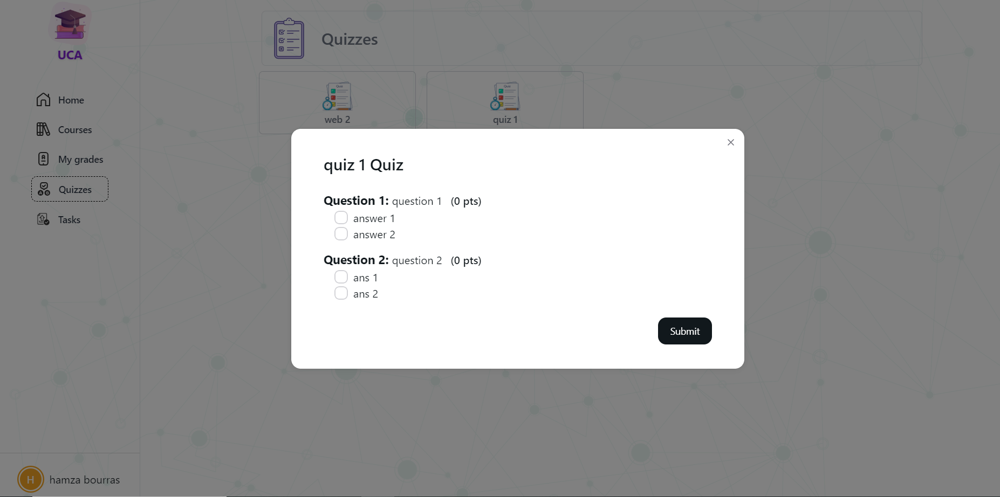 UCA
Home
Courses
My grades
Quizzes
Tasks
H
hamza bourras
Quizzes
Quiz
web 2
Quiz
quiz 1
quiz 1 Quiz
Question 1: question 1 (0 pts)
answer 1
answer 2
Question 2: question 2 (0 pts)
ans 1
ans 2
Submit